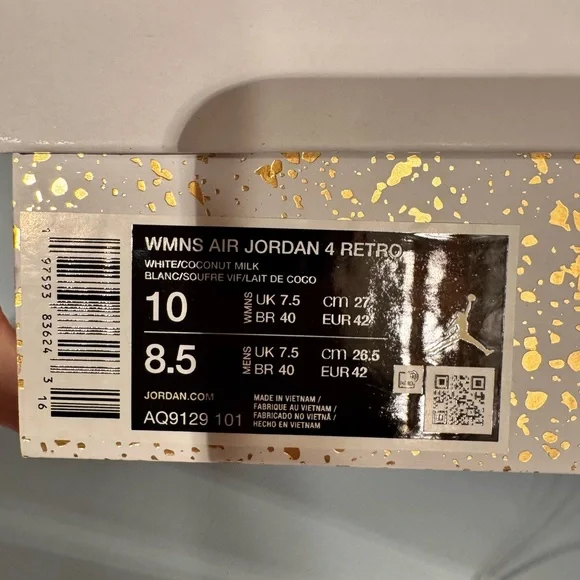 WMNS AIR JORDAN 4 RETRO
WHITE/COCONUT MILK
BLANC/SOUFRE VIF/LAIT DE COCO
10 WMNS UK 7.5 cm 27
BR 40 EUR 42
8.5 MENS UK 7.5 cm 26.5
BR 40 EUR 42
JORDAN.COM
AQ9129 101
MADE IN VIETNAM /
FABRIQUE AU VIETNAM /
FABRICADO NO VIETNÃ /
HECHO EN VIETNAM
1 97593 83624 3 16